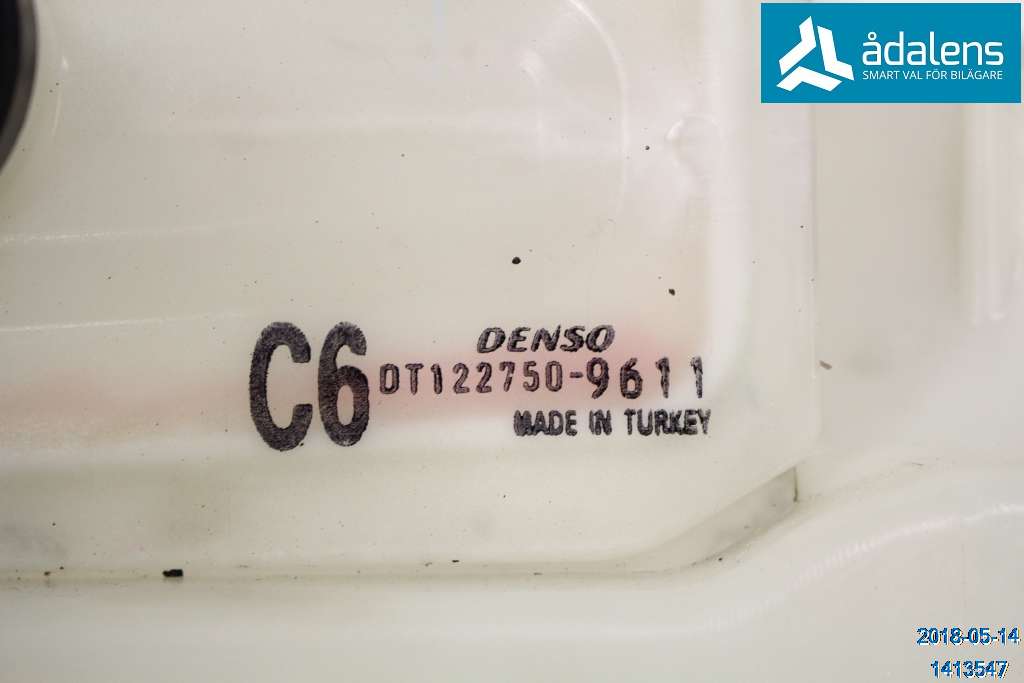 ådalens
SMART VAL FÖR BILÄGARE
C6
DENSO
DT122750-9611
MADE IN TURKEY
2018-05-14
1413547